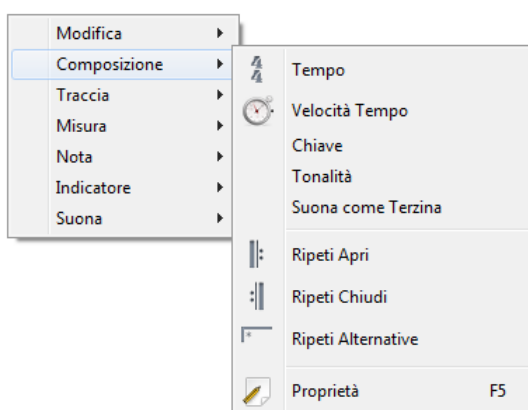 Modifica
Composizione
Traccia
Misura
Nota
Indicatore
Suona
4
4
Tempo
Velocità Tempo
Chiave
Tonalità
Suona come Terzina
Ripeti Apri
Ripeti Chiudi
Ripeti Alternative
Proprietà F5